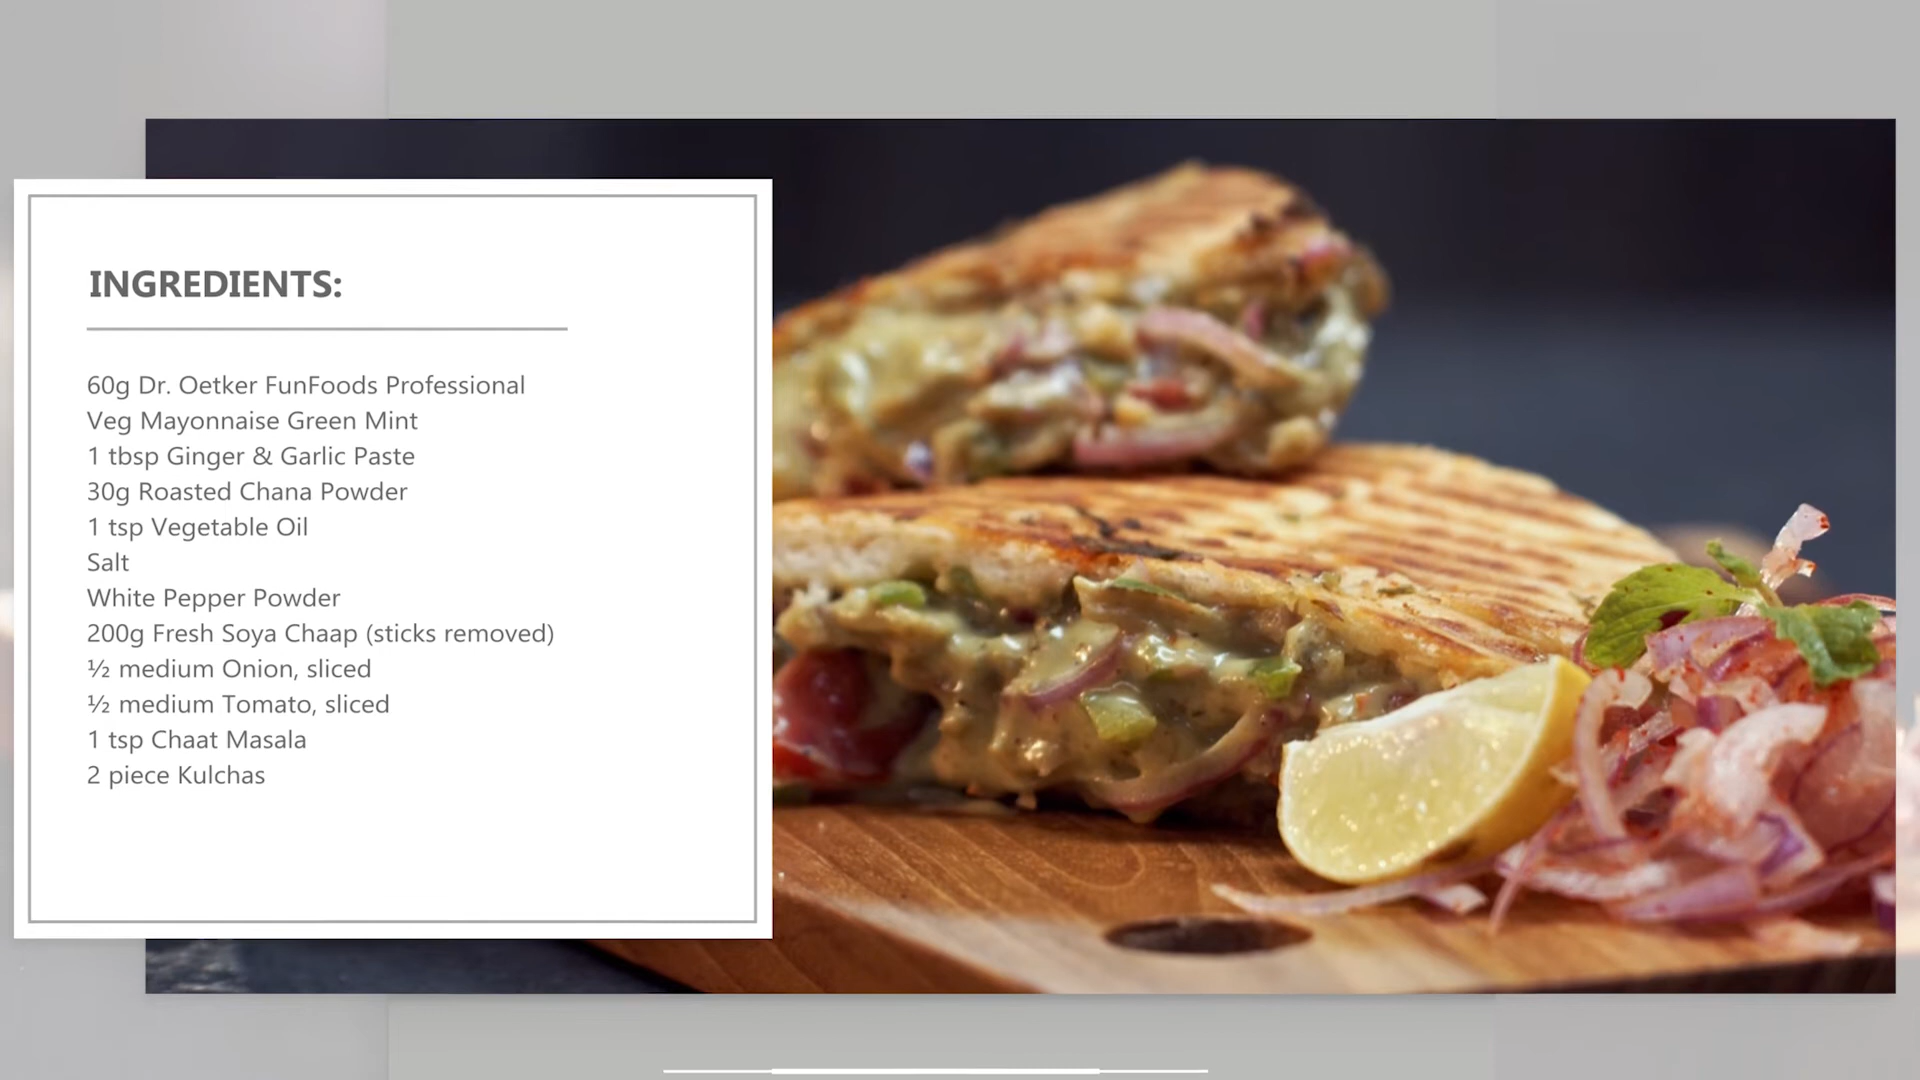 INGREDIENTS:
60g Dr. Oetker FunFoods Professional
Veg Mayonnaise Green Mint
1 tbsp Ginger & Garlic Paste
30g Roasted Chana Powder
1 tsp Vegetable Oil
Salt
White Pepper Powder
200g Fresh Soya Chaap (sticks removed)
½ medium Onion, sliced
½ medium Tomato, sliced
1 tsp Chaat Masala
2 piece Kulchas